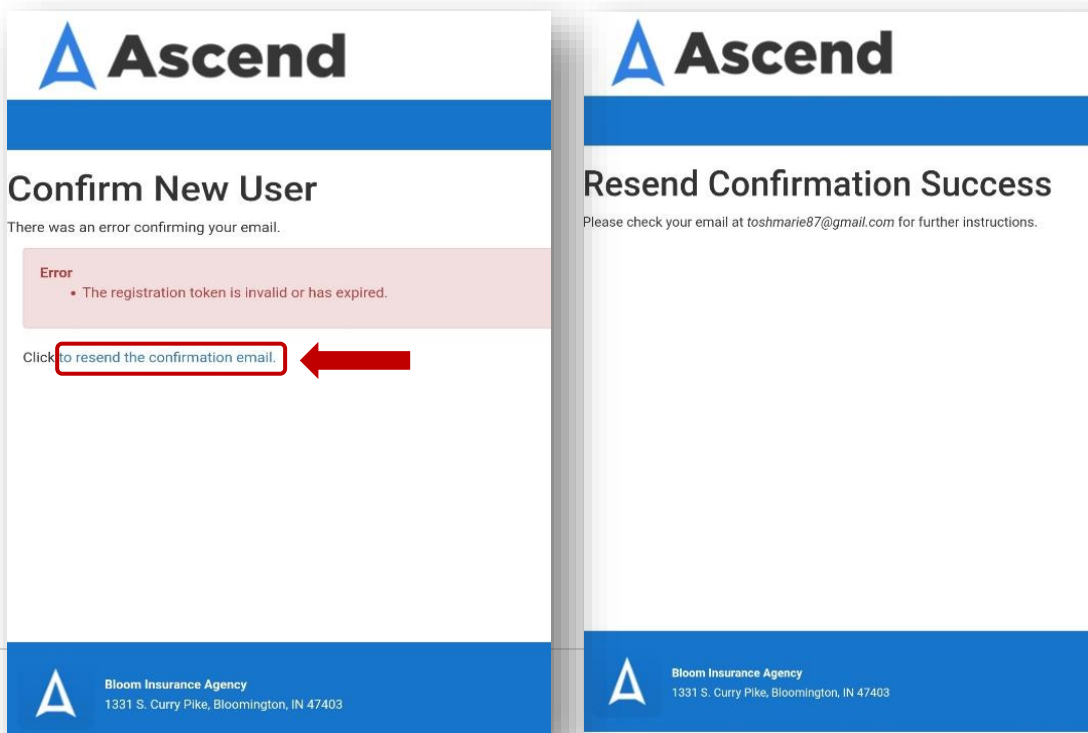 Ascend
Confirm New User
There was an error confirming your email.
Error
• The registration token is invalid or has expired.
Click to resend the confirmation email.
Bloom Insurance Agency
1331 S. Curry Pike, Bloomington, IN 47403
Ascend
Resend Confirmation Success
Please check your email at toshmarie87@gmail.com for further instructions.
Bloom Insurance Agency
1331 S. Curry Pike, Bloomington, IN 47403